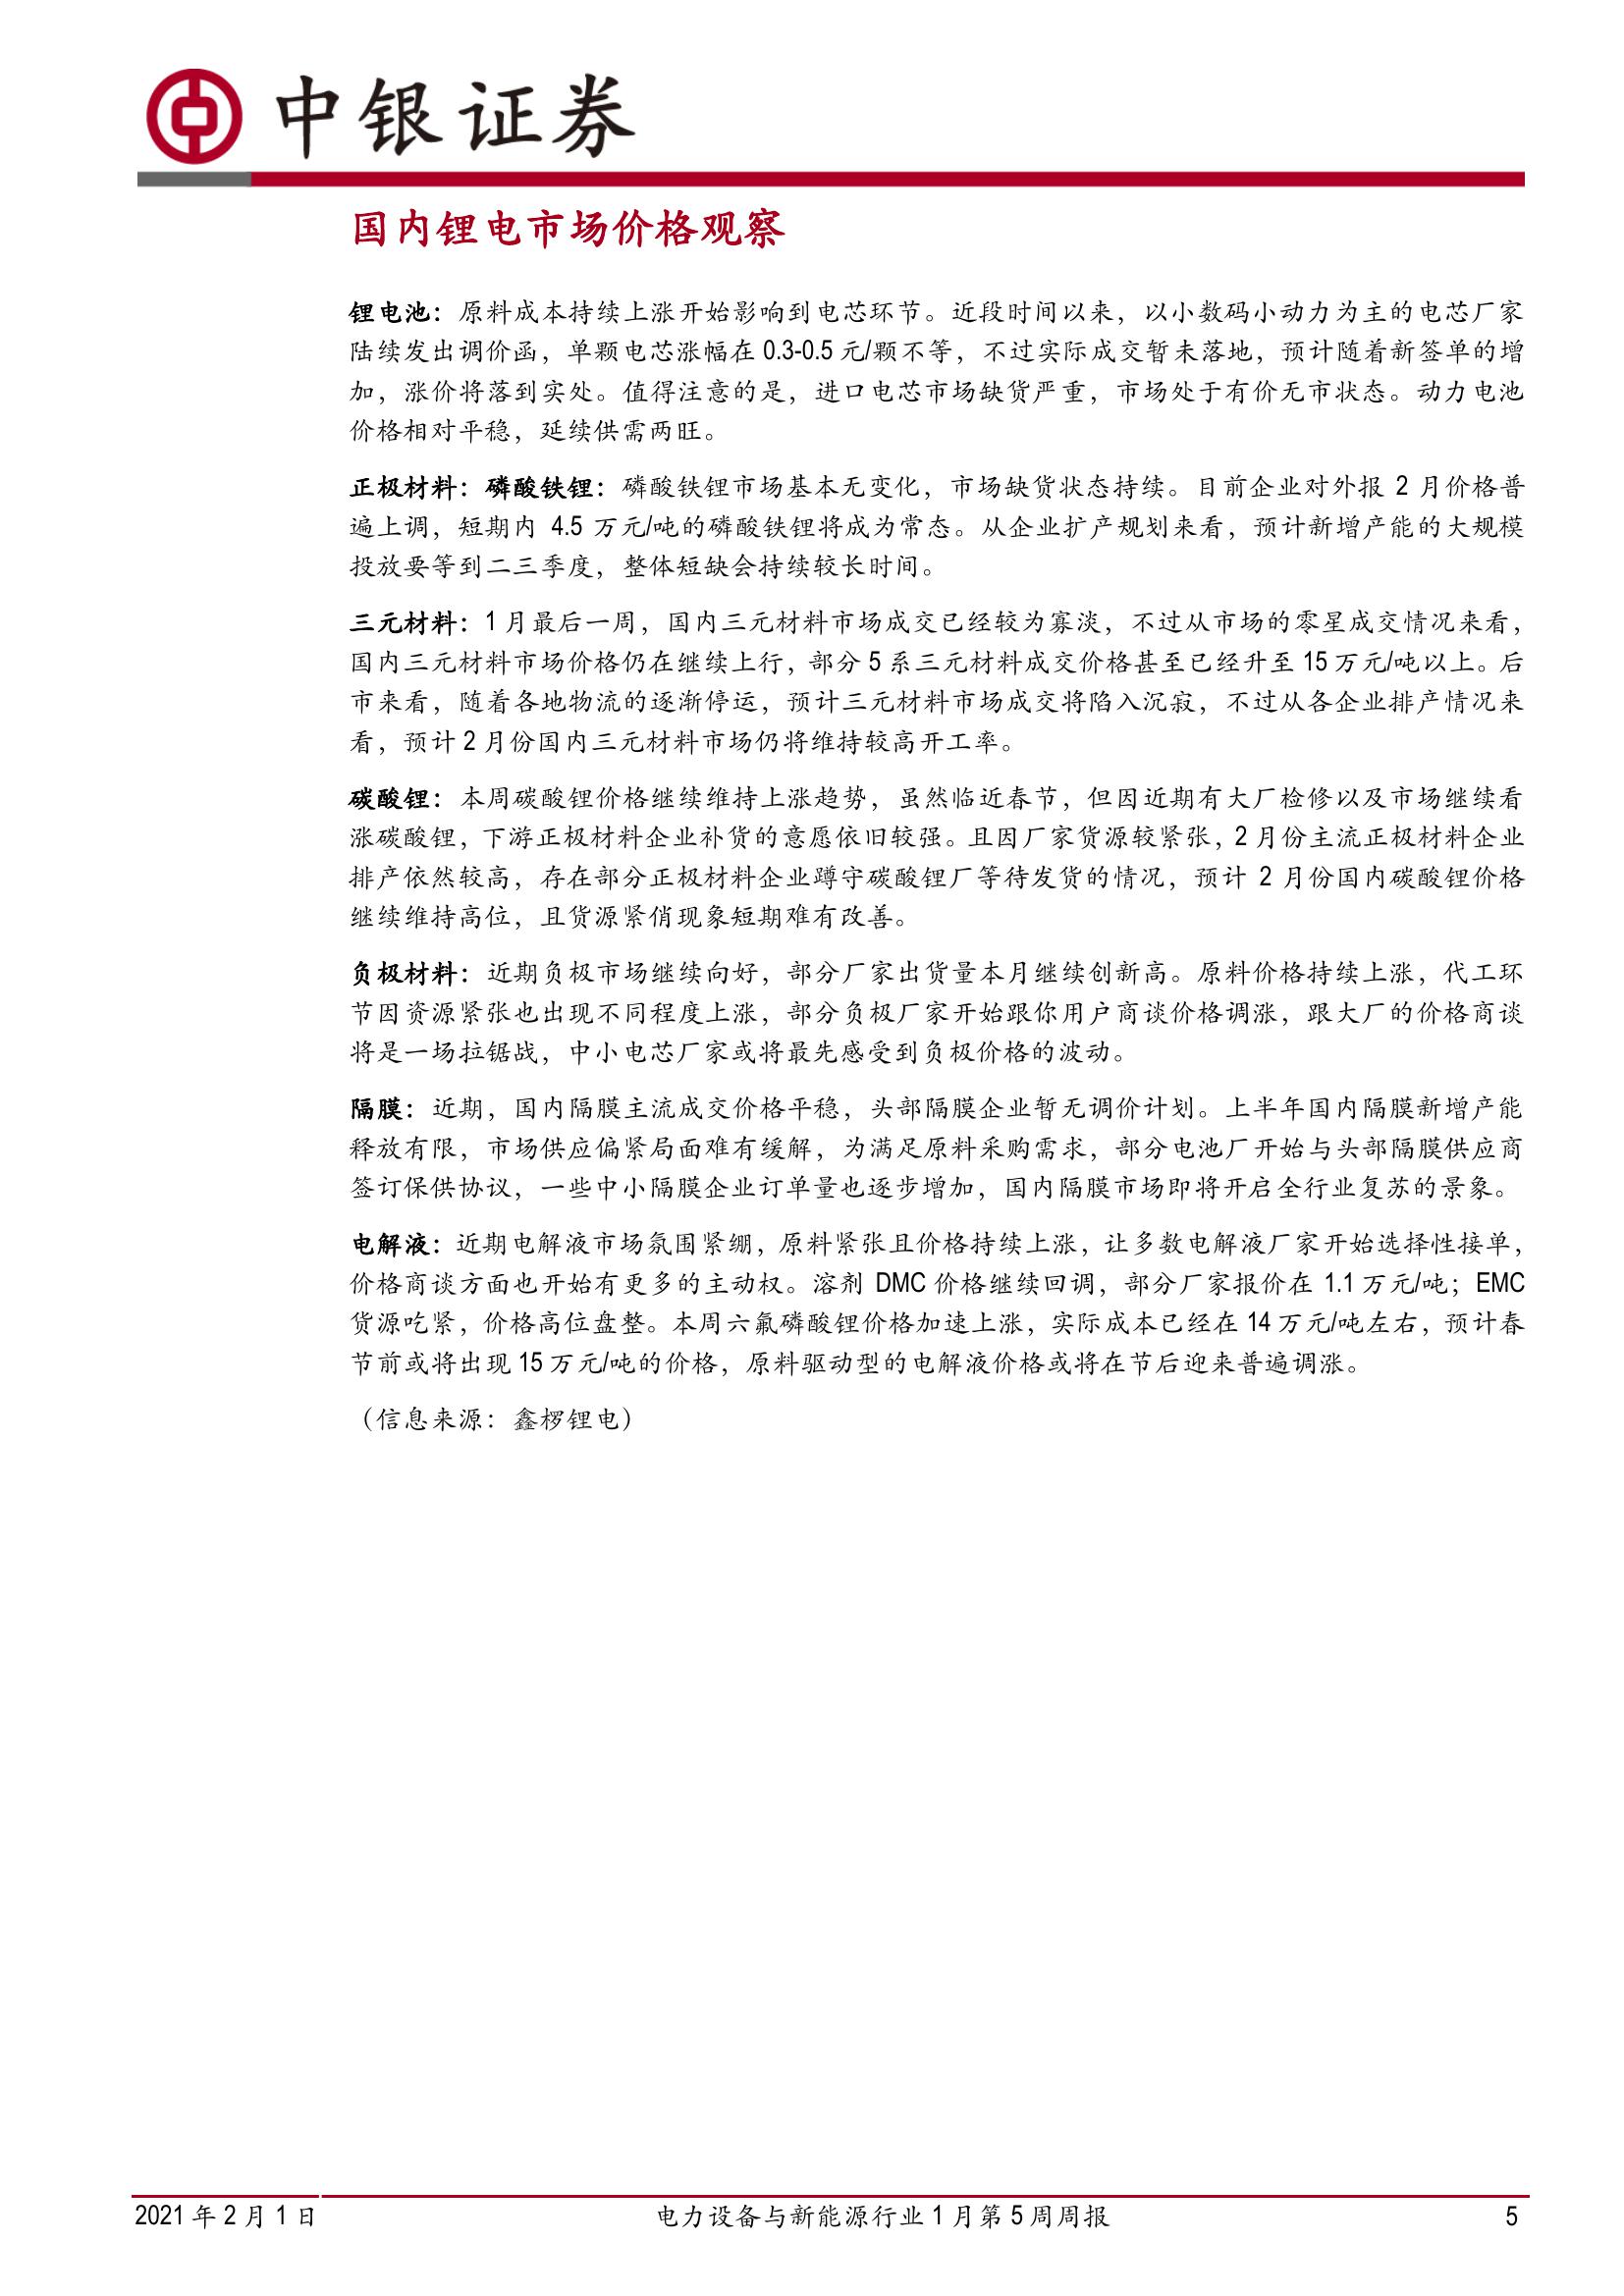 中银证券
国内锂电市场价格观察
锂电池：原料成本持续上涨开始影响到电芯环节。近段时间以来，以小数码小动力为主的电芯厂家
陆续发出调价函，单颗电芯涨幅在 0.3-0.5 元/颗不等，不过实际成交暂未落地，预计随着新签单的增
加，涨价将落到实处。值得注意的是，进口电芯市场缺货严重，市场处于有价无市状态。动力电池
价格相对平稳，延续供需两旺。
正极材料：磷酸铁锂：磷酸铁锂市场基本无变化，市场缺货状态持续。目前企业对外报 2 月价格普
遍上调，短期内 4.5 万元/吨的磷酸铁锂将成为常态。从企业扩产规划来看，预计新增产能的大规模
投放要等到二三季度，整体短缺会持续较长时间。
三元材料：1 月最后一周，国内三元材料市场成交已经较为寡淡，不过从市场的零星成交情况来看，
国内三元材料市场价格仍在继续上行，部分 5 系三元材料成交价格甚至已经升至 15 万元/吨以上。后
市来看，随着各地物流的逐渐停运，预计三元材料市场成交将陷入沉寂，不过从各企业排产情况来
看，预计 2 月份国内三元材料市场仍将维持较高开工率。
碳酸锂：本周碳酸锂价格继续维持上涨趋势，虽然临近春节，但因近期有大厂检修以及市场继续看
涨碳酸锂，下游正极材料企业补货的意愿依旧较强。且因厂家货源较紧张，2 月份主流正极材料企业
排产依然较高，存在部分正极材料企业蹲守碳酸锂厂等待发货的情况，预计 2 月份国内碳酸锂价格
继续维持高位，且货源紧俏现象短期难有改善。
负极材料：近期负极市场继续向好，部分厂家出货量本月继续创新高。原料价格持续上涨，代工环
节因资源紧张也出现不同程度上涨，部分负极厂家开始跟你用户商谈价格调涨，跟大厂的价格商谈
将是一场拉锯战，中小电芯厂家或将最先感受到负极价格的波动。
隔膜：近期，国内隔膜主流成交价格平稳，头部隔膜企业暂无调价计划。上半年国内隔膜新增产能
释放有限，市场供应偏紧局面难有缓解，为满足原料采购需求，部分电池厂开始与头部隔膜供应商
签订保供协议，一些中小隔膜企业订单量也逐步增加，国内隔膜市场即将开启全行业复苏的景象。
电解液：近期电解液市场氛围紧绷，原料紧张且价格持续上涨，让多数电解液厂家开始选择性接单，
价格商谈方面也开始有更多的主动权。溶剂 DMC 价格继续回调，部分厂家报价在 1.1 万元/吨；EMC
货源吃紧，价格高位盘整。本周六氟磷酸锂价格加速上涨，实际成本已经在 14 万元/吨左右，预计春
节前或将出现 15 万元/吨的价格，原料驱动型的电解液价格或将在节后迎来普遍调涨。
（信息来源：鑫椤锂电）
2021 年 2 月 1 日 电力设备与新能源行业 1 月第 5 周周报 5